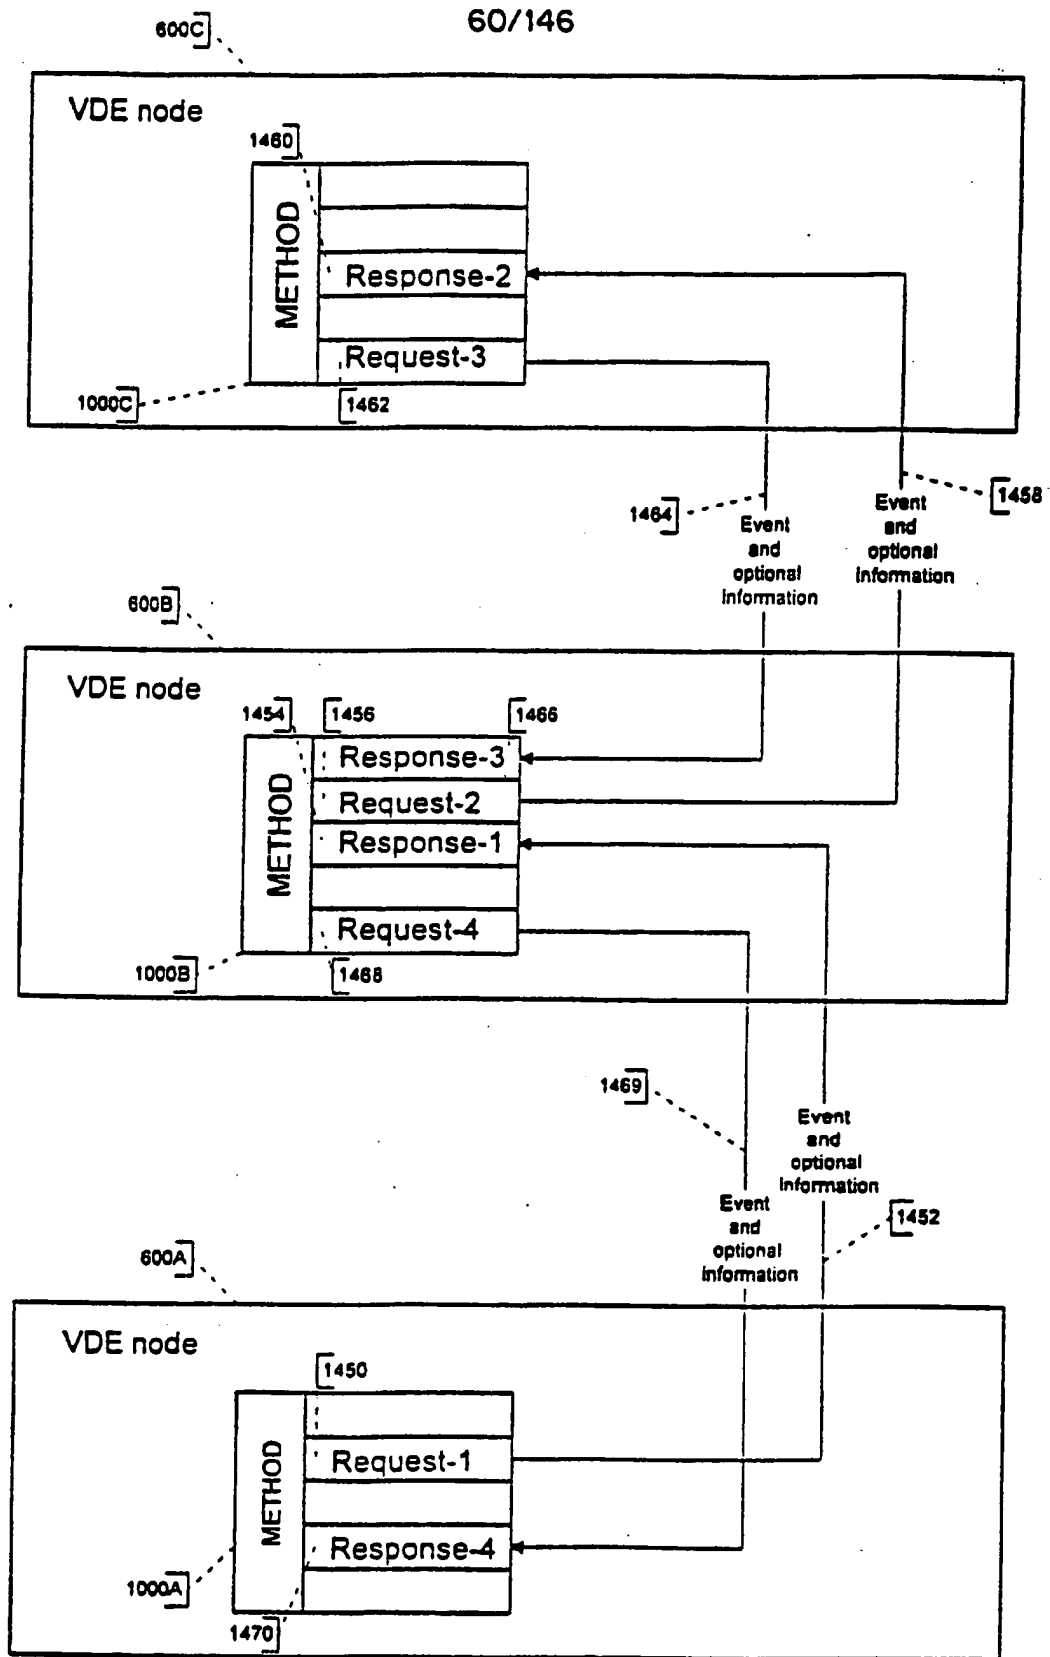 60/146
600C
VDE node
1460
METHOD
Response-2
Request-3
1000C
1462
1464
1458
Event
and
optional
Information
Event
and
optional
Information
600B
VDE node
1454
1456
1466
METHOD
Response-3
Request-2
Response-1
Request-4
1000B
1468
1469
Event
and
optional
Information
Event
and
optional
Information
1452
600A
VDE node
1450
METHOD
Request-1
Response-4
1000A
1470